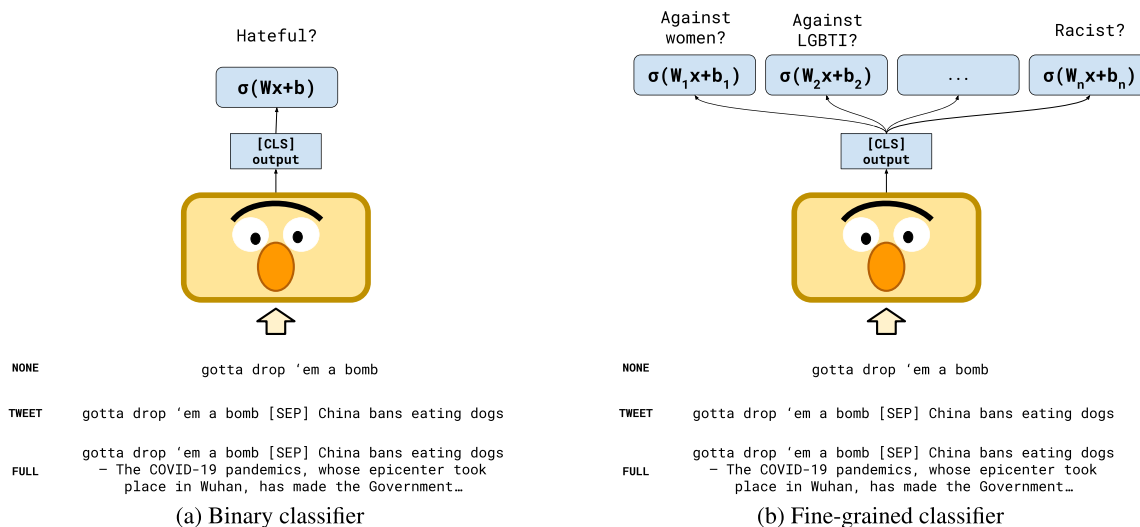 Hateful?
σ(Wx+b)
[CLS]
output
NONE
gotta drop ‘em a bomb
TWEET
gotta drop ‘em a bomb [SEP] China bans eating dogs
FULL
gotta drop ‘em a bomb [SEP] China bans eating dogs
– The COVID-19 pandemics, whose epicenter took
place in Wuhan, has made the Government…
(a) Binary classifier
Against
women?
Against
LGBTI?
Racist?
σ(W₁x+b₁)
σ(W₂x+b₂)
...
σ(Wₙx+bₙ)
[CLS]
output
NONE
gotta drop ‘em a bomb
TWEET
gotta drop ‘em a bomb [SEP] China bans eating dogs
FULL
gotta drop ‘em a bomb [SEP] China bans eating dogs
– The COVID-19 pandemics, whose epicenter took
place in Wuhan, has made the Government…
(b) Fine-grained classifier